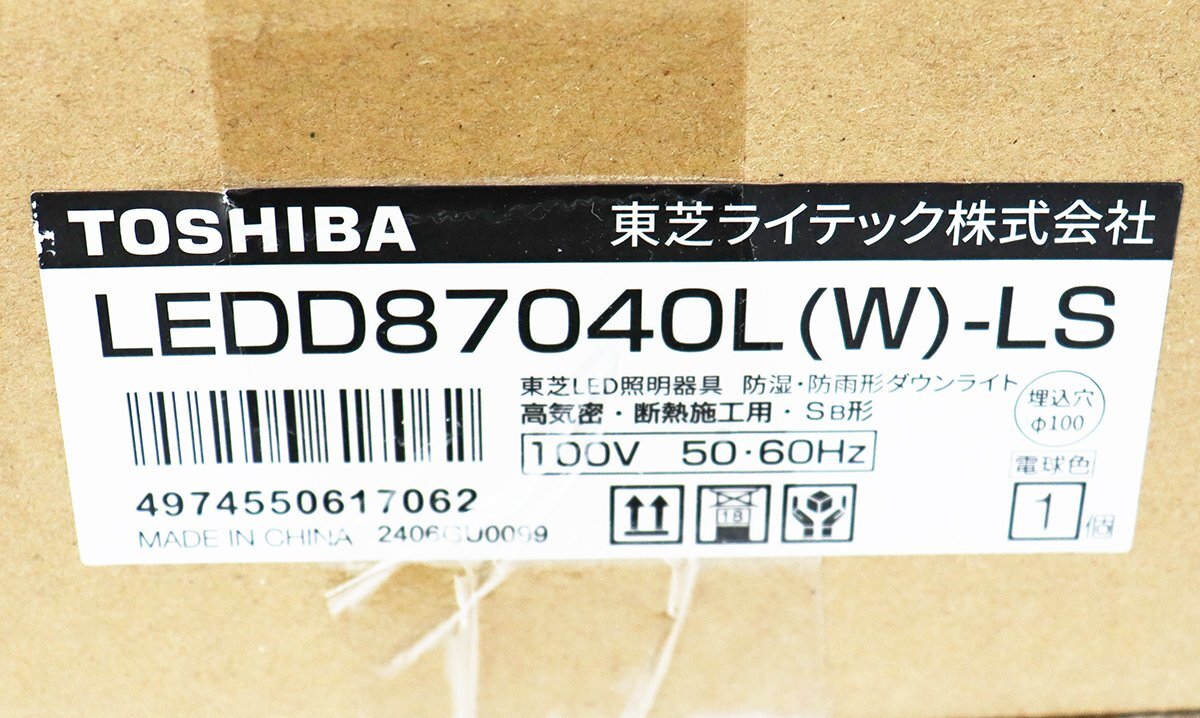 TOSHIBA 東芝ライテック株式会社
LEDD87040L(W)-LS
東芝LED照明器具 防湿・防雨形ダウンライト
高気密・断熱施工用・SB形
埋込穴
φ100
100V 50・60Hz
電球色
4974550617062
18
1個
MADE IN CHINA 2406GU0099